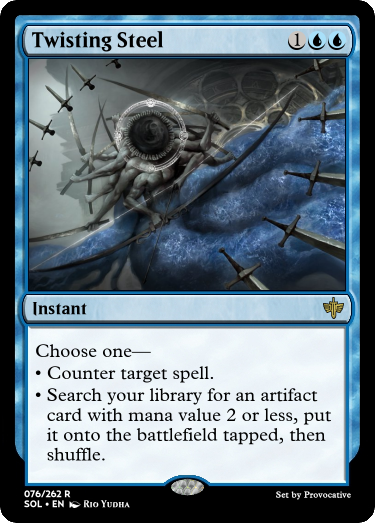 Twisting Steel 1
Instant
Choose one—
• Counter target spell.
• Search your library for an artifact
card with mana value 2 or less, put
it onto the battlefield tapped, then
shuffle.
076/262 R
SOL • EN Rio Yudha
Set by Provocative